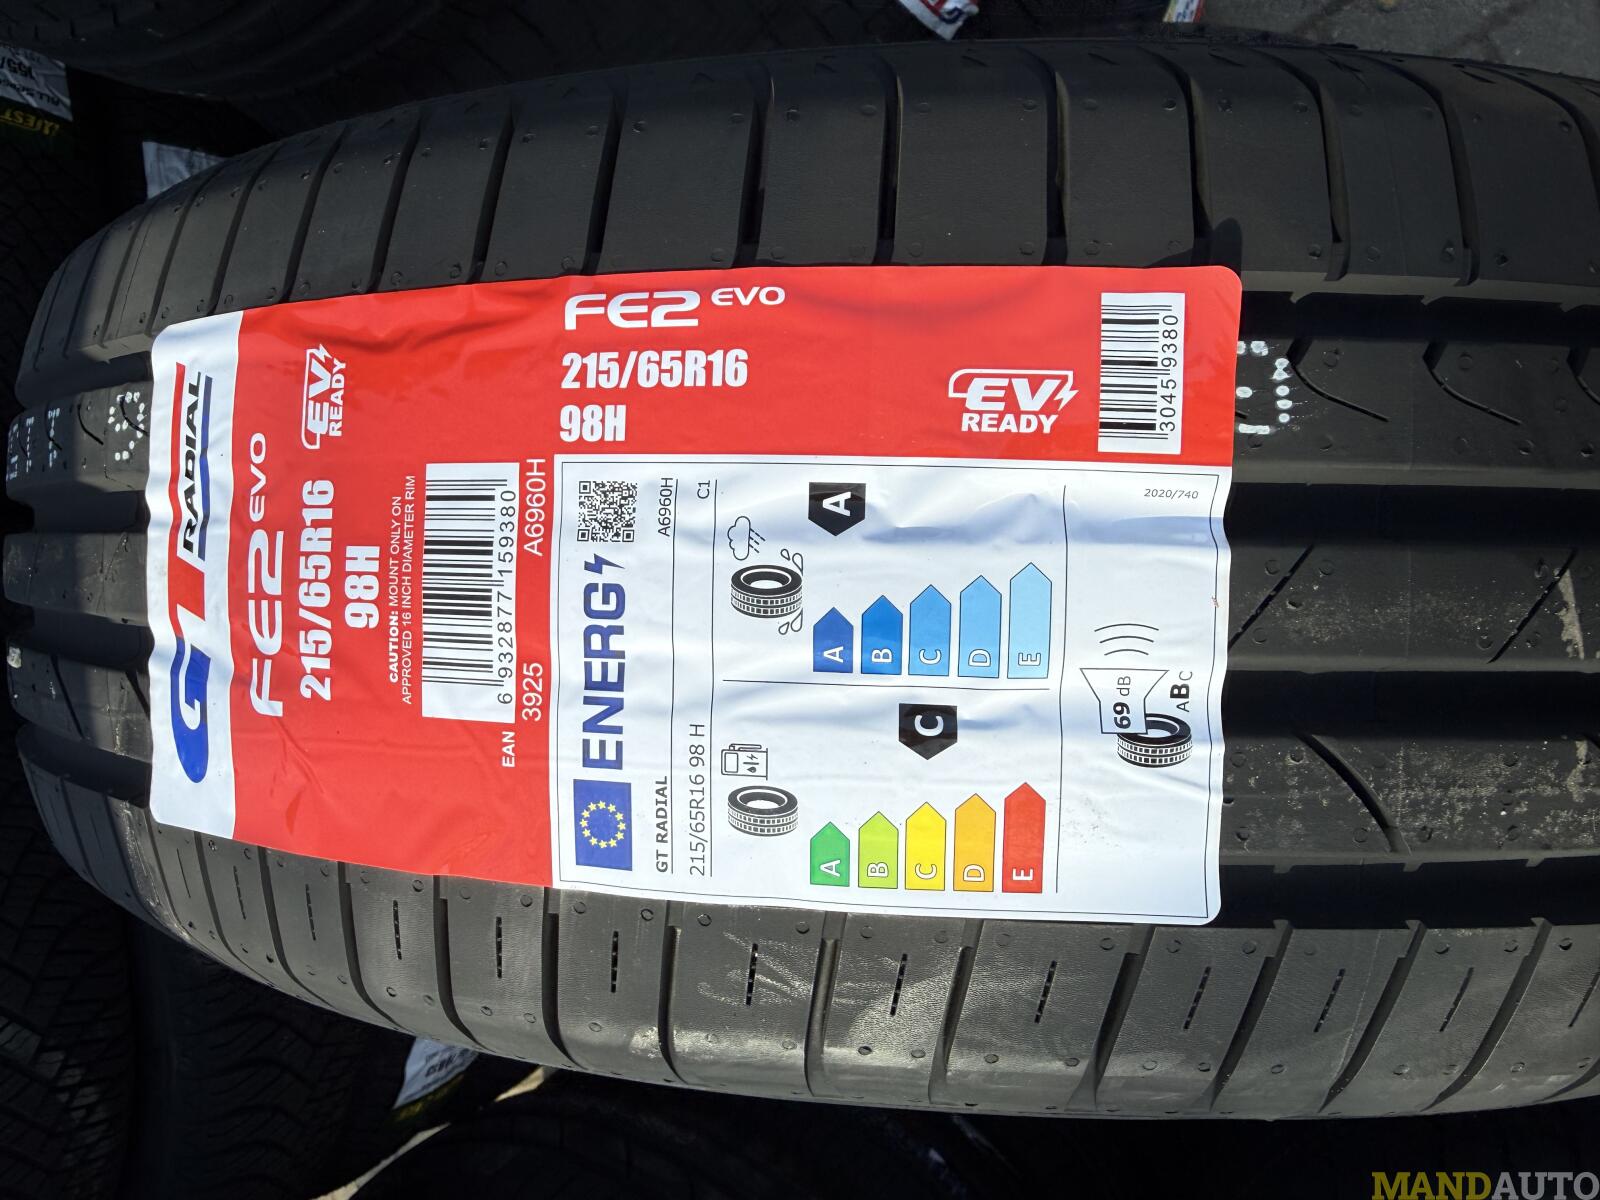 GT RADIAL
FE2 EVO
215/65R16
98H
EV
READY
CAUTION: MOUNT ONLY ON
APPROVED 16 INCH DIAMETER RIM
6 932877 159380
EAN
3925
A6960H
FE2 EVO
215/65R16
98H
EV
READY
3045 9380
ENERG
GT RADIAL
A6960H
215/65R16 98 H
C1
A
A
B
C
D
E
C
A
B
C
D
E
69 dB
ABC
2020/740
MANDAUTO